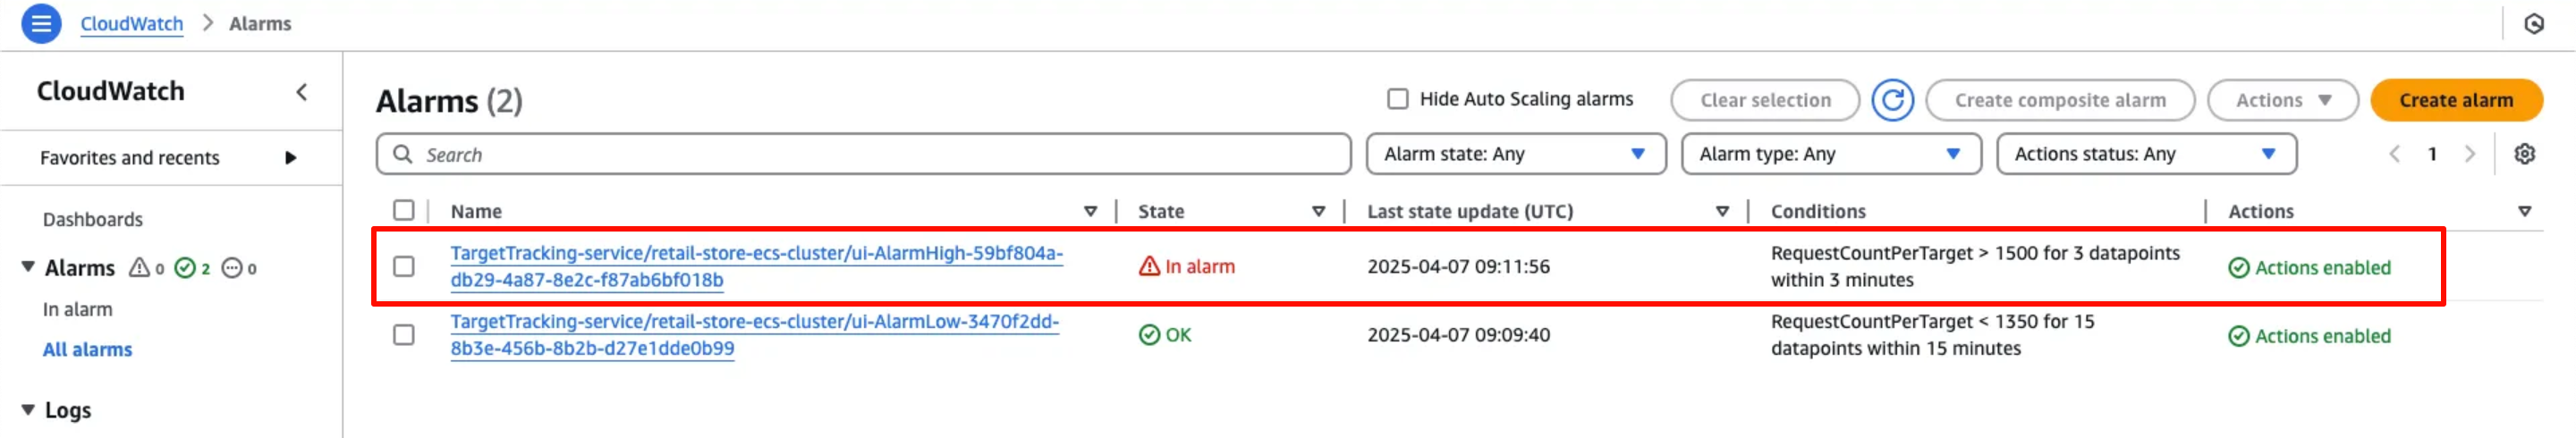 CloudWatch > Alarms
CloudWatch
Favorites and recents
Dashboards
Alarms 0 2 0
In alarm
All alarms
Logs
Alarms (2)
Hide Auto Scaling alarms
Clear selection
Create composite alarm
Actions
Create alarm
Search
Alarm state: Any
Alarm type: Any
Actions status: Any
1
Name
State
Last state update (UTC)
Conditions
Actions
TargetTracking-service/retail-store-ecs-cluster/ui-AlarmHigh-59bf804a-
db29-4a87-8e2c-f87ab6bf018b
In alarm
2025-04-07 09:11:56
RequestCountPerTarget > 1500 for 3 datapoints
within 3 minutes
Actions enabled
TargetTracking-service/retail-store-ecs-cluster/ui-AlarmLow-3470f2dd-
8b3e-456b-8b2b-d27e1dde0b99
OK
2025-04-07 09:09:40
RequestCountPerTarget < 1350 for 15
datapoints within 15 minutes
Actions enabled